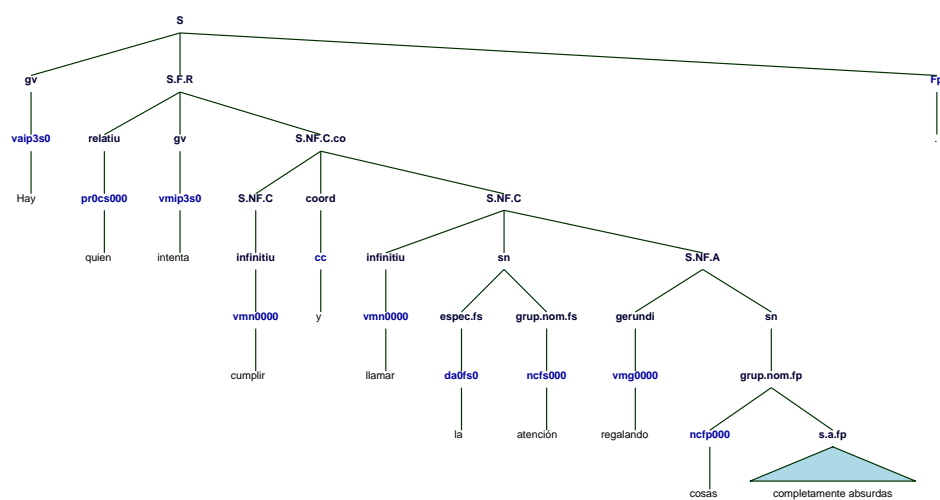 S
gv S.F.R Fp
vaip3s0 relatiu gv S.NF.C.co .
Hay pr0cs000 vmip3s0 S.NF.C coord S.NF.C
quien intenta infinitiu cc infinitiu sn S.NF.A
vmn0000 y vmn0000 espec.fs grup.nom.fs gerundi sn
cumplir llamar da0fs0 ncfs000 vmg0000 grup.nom.fp
la atención regalando ncfp000 s.a.fp
cosas completamente absurdas